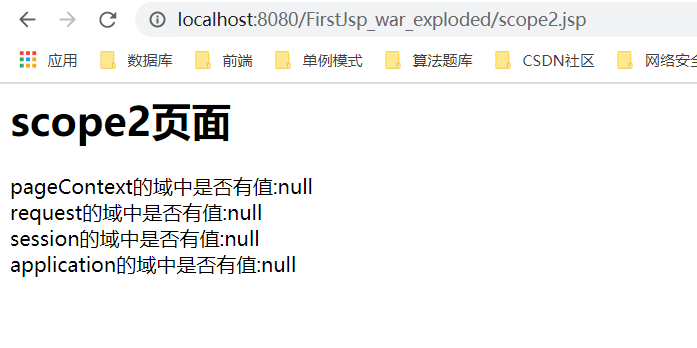 localhost:8080/FirstJsp_war_exploded/scope2.jsp
应用 数据库 前端 单例模式 算法题库 CSDN社区 网络安全
scope2页面
pageContext的域中是否有值:null
request的域中是否有值:null
session的域中是否有值:null
application的域中是否有值:null